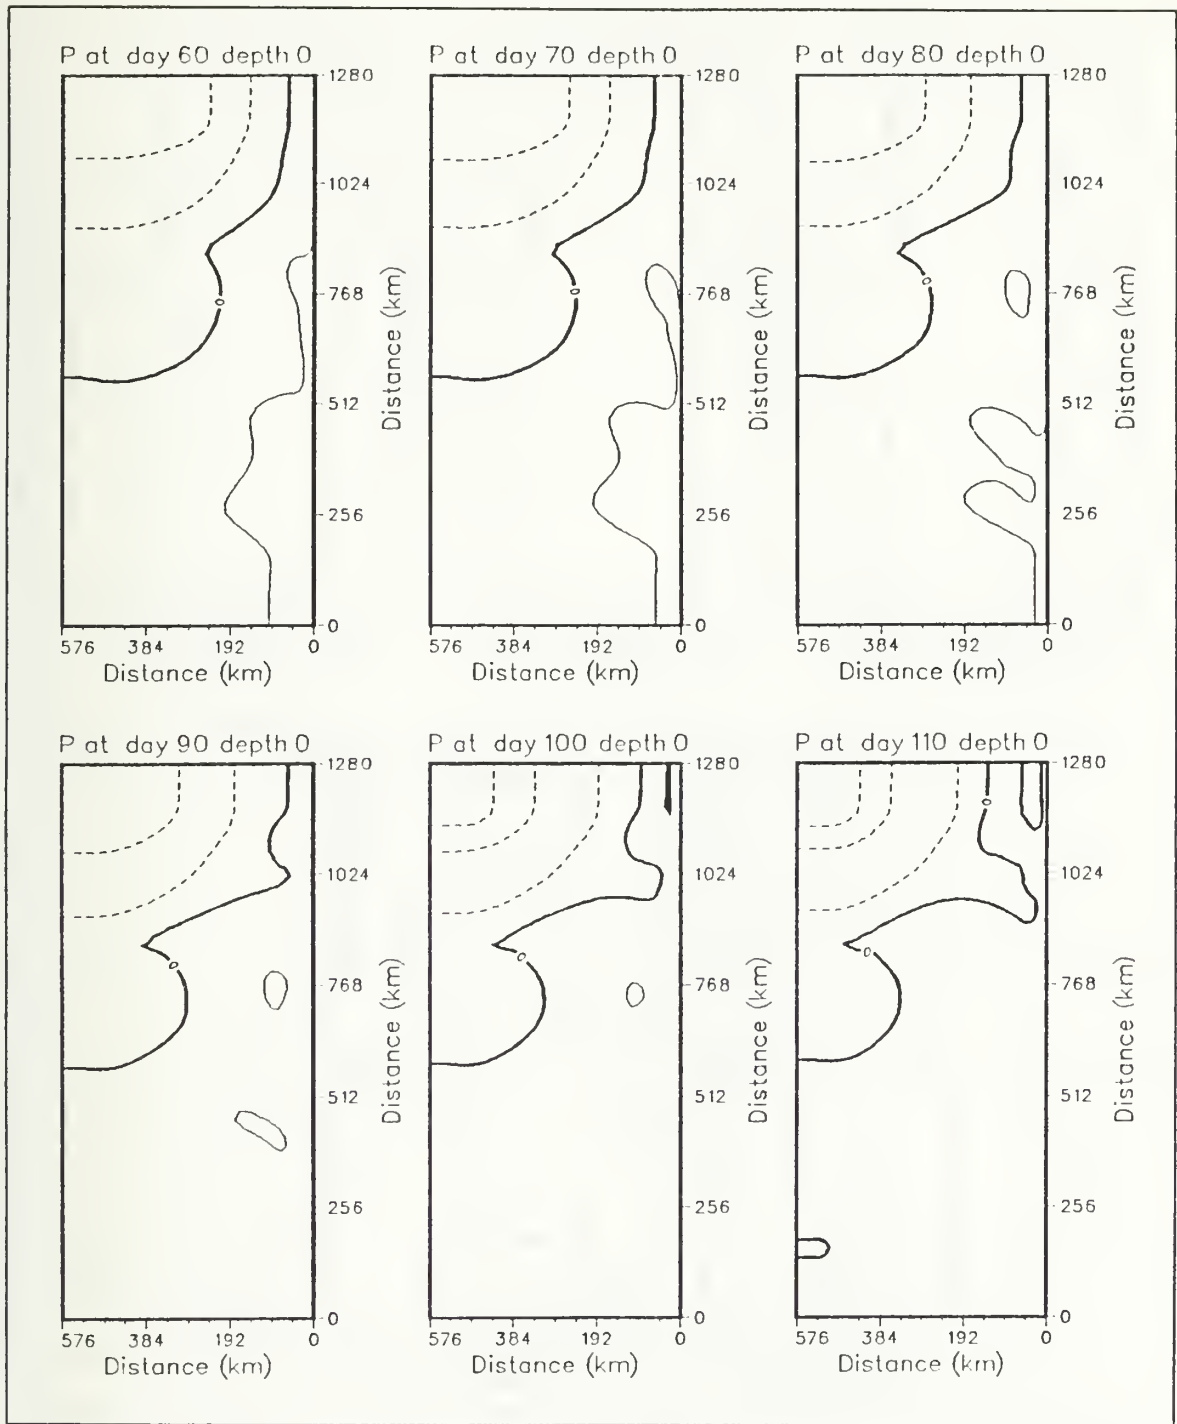 P at day 60 depth 0
1280
1024
768
512
256
0
Distance (km)
0
576 384 192 0
Distance (km)
P at day 70 depth 0
1280
1024
768
512
256
0
Distance (km)
0
576 384 192 0
Distance (km)
P at day 80 depth 0
1280
1024
768
512
256
0
Distance (km)
0
576 384 192 0
Distance (km)
P at day 90 depth 0
1280
1024
768
512
256
0
Distance (km)
0
576 384 192 0
Distance (km)
P at day 100 depth 0
1280
1024
768
512
256
0
Distance (km)
0
576 384 192 0
Distance (km)
P at day 110 depth 0
1280
1024
768
512
256
0
Distance (km)
0
0
576 384 192 0
Distance (km)